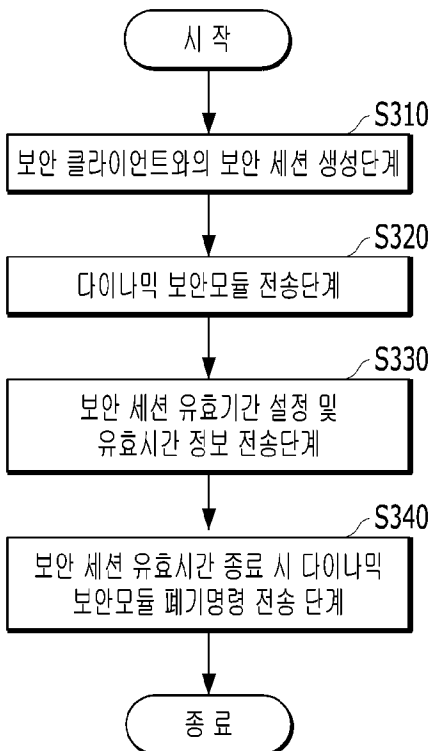 시작
S310
보안 클라이언트와의 보안 세션 생성단계
S320
다이나믹 보안모듈 전송단계
S330
보안 세션 유효기간 설정 및
유효시간 정보 전송단계
S340
보안 세션 유효시간 종료 시 다이나믹
보안모듈 폐기명령 전송 단계
종료